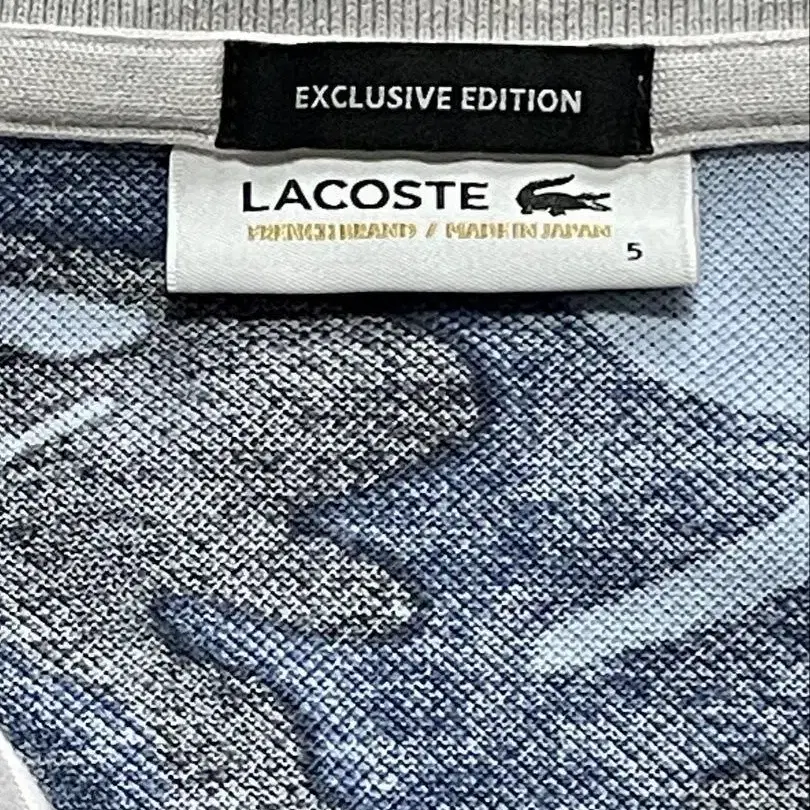 EXCLUSIVE EDITION
LACOSTE
FRENCH BRAND / MADE IN JAPAN
5